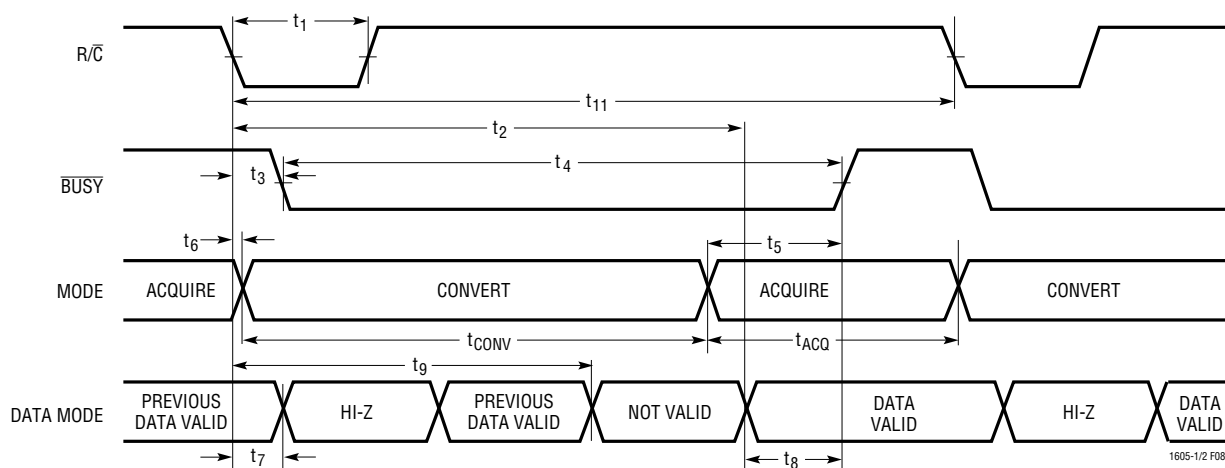 t1
R/C̅
t11
t2
t4
t3
B̅U̅S̅Y̅
t6
t5
MODE
ACQUIRE
CONVERT
ACQUIRE
CONVERT
tCONV
tACQ
t9
DATA MODE
PREVIOUS
DATA VALID
HI-Z
PREVIOUS
DATA VALID
NOT VALID
DATA
VALID
HI-Z
DATA
VALID
t7
t8
1605-1/2 F08